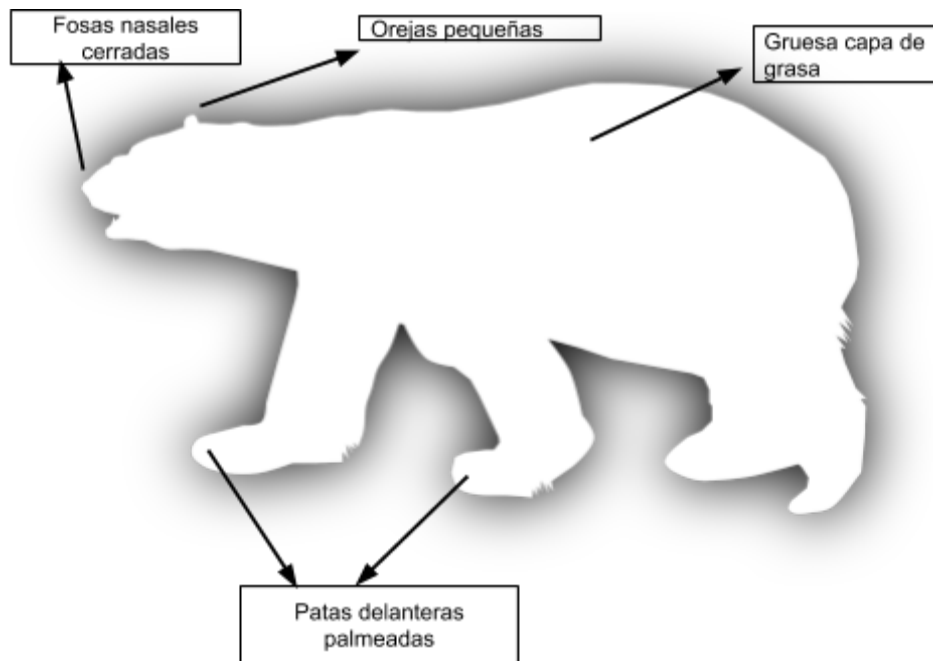 Fosas nasales
cerradas
Orejas pequeñas
Gruesa capa de
grasa
Patas delanteras
palmeadas